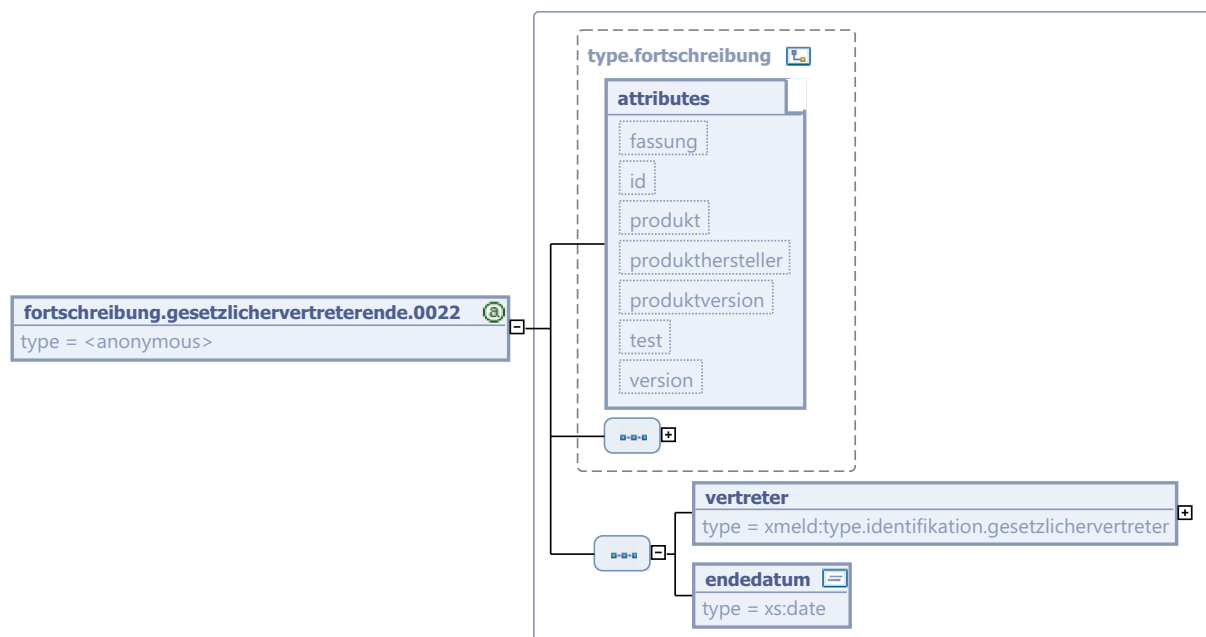 type.fortschreibung
attributes
fassung
id
produkt
produkthersteller
produktversion
test
version
fortschreibung.gesetzlichervertreterende.0022
type = <anonymous>
vertreter
type = xmeld:type.identifikation.gesetzlichervertreter
endedatum
type = xs:date